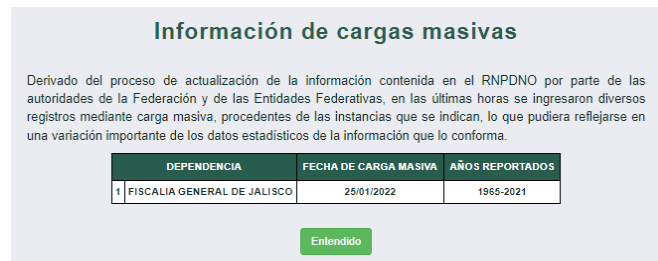 Información de cargas masivas
Derivado del proceso de actualización de la información contenida en el RNPDNO por parte de las
autoridades de la Federación y de las Entidades Federativas, en las últimas horas se ingresaron diversos
registros mediante carga masiva, procedentes de las instancias que se indican, lo que pudiera reflejarse en
una variación importante de los datos estadísticos de la información que lo conforma.
DEPENDENCIA FECHA DE CARGA MASIVA AÑOS REPORTADOS
1 FISCALIA GENERAL DE JALISCO 25/01/2022 1965-2021
Entendido